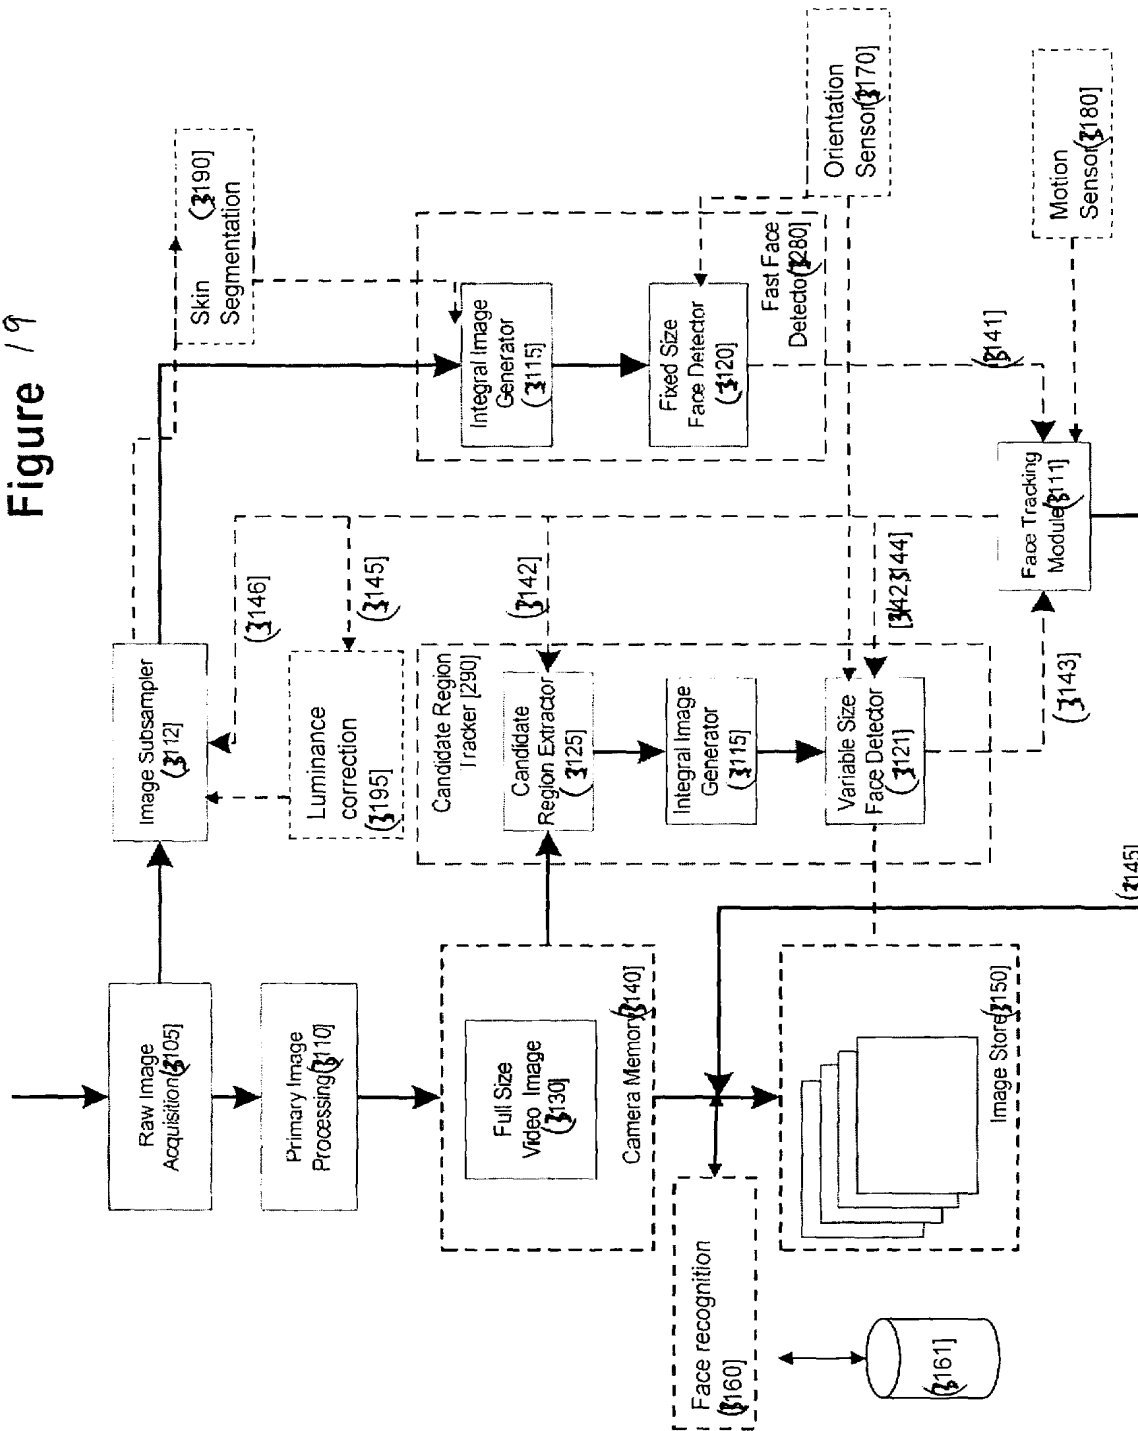 Figure 19
Skin (3190]
Segmentation
Orientation
Sensor(3170]
Motion
Sensor(3180]
Integral Image
Generator
(3115]
Fixed Size
Face Detector
(3120]
Fast Face
Detector(3280]
(3141]
Image Subsampler
(3112]
(3146]
(3145]
Luminance
correction
(3195]
(3142]
Candidate Region
Tracker [290]
Candidate
Region Extractor
(3125]
Integral Image
Generator
(3115]
Variable Size
Face Detector
(3121]
[3142,3144]
Face Tracking
Module(3111]
(3143]
Raw Image
Acquisition(3105]
Primary Image
Processing(3110]
Full Size
Video Image
(3130]
Camera Memory(3140]
(3145]
Image Store(3150]
Face recognition
(3160]
(3161]